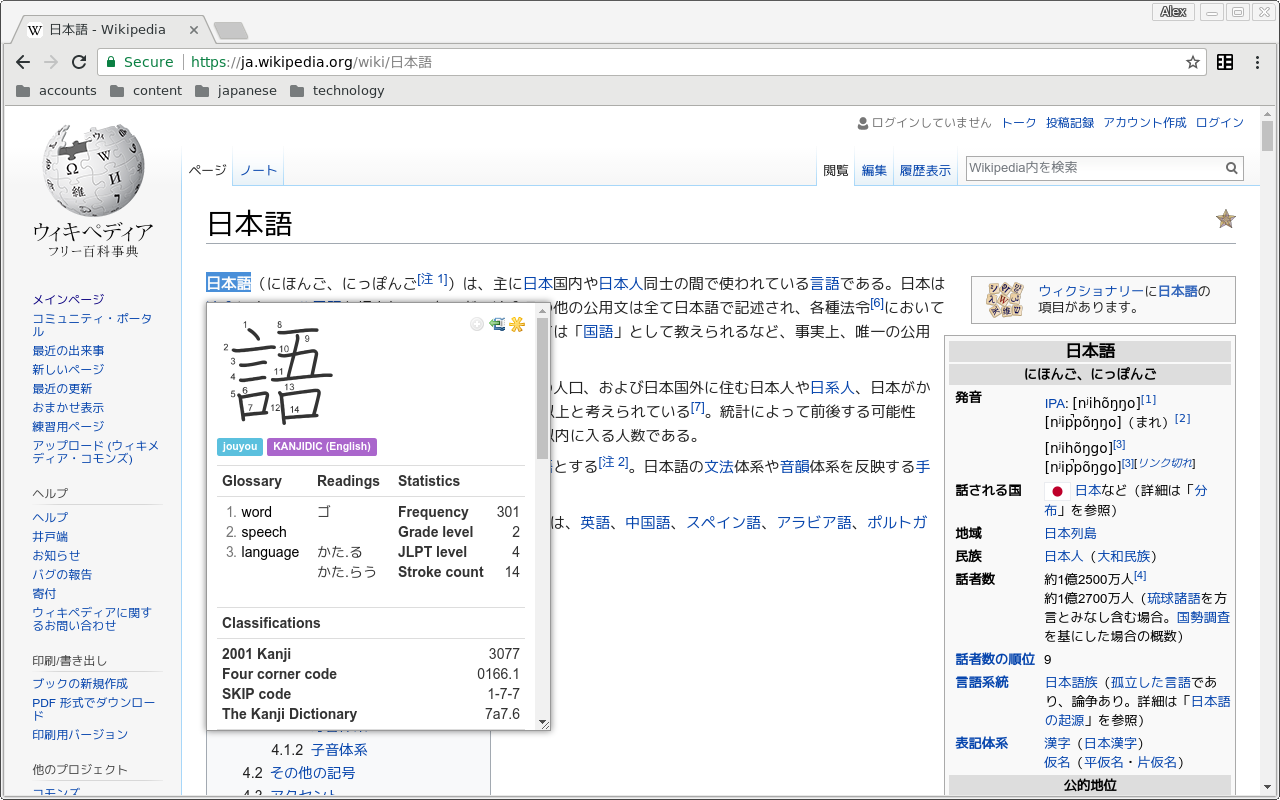 Alex
日本語 - Wikipedia
Secure https://ja.wikipedia.org/wiki/日本語
accounts content japanese technology
ログインしていません トーク 投稿記録 アカウント作成 ログイン
ページ ノート 閲覧 編集 履歴表示 Wikipedia内を検索
ウィキペディア
フリー百科事典
メインページ
コミュニティ・ポータ
ル
最近の出来事
新しいページ
最近の更新
おまかせ表示
練習用ページ
アップロード (ウィキメ
ディア・コモンズ)
ヘルプ
ヘルプ
井戸端
お知らせ
バグの報告
寄付
ウィキペディアに関す
るお問い合わせ
印刷/書き出し
ブックの新規作成
PDF 形式でダウンロー
ド
印刷用バージョン
他のプロジェクト
コモンズ
日本語
日本語（にほんご、にっぽんご[注 1]）は、主に日本国内や日本人同士の間で使われている言語である。日本は
の他の公用文は全て日本語で記述され、各種法令[6]において
は「国語」として教えられるなど、事実上、唯一の公用
人口、および日本国外に住む日本人や日系人、日本がか
以上と考えられている[7]。統計によって前後する可能性
以内に入る人数である。
とする[注 2]。日本語の文法体系や音韻体系を反映する手
は、英語、中国語、スペイン語、アラビア語、ポルトガ
語
1 8
2 9
3 10
4 11
5 6 13
7 12 14
jouyou KANJIDIC (English)
Glossary Readings Statistics
1. word ゴ Frequency 301
2. speech Grade level 2
3. language かた.る JLPT level 4
かた.らう Stroke count 14
Classifications
2001 Kanji 3077
Four corner code 0166.1
SKIP code 1-7-7
The Kanji Dictionary 7a7.6
4.1.2 子音体系
4.2 その他の記号
4.3 アクセント
ウィクショナリーに日本語の
項目があります。
日本語
にほんご、にっぽんご
発音 IPA: [nʲihõŋŋo][1]
[nʲip̚põŋŋo]（まれ）[2]
[nʲihõŋgo][3]
[nʲip̚põŋgo][3][リンク切れ]
話される国 日本など（詳細は「分
布」を参照）
地域 日本列島
民族 日本人（大和民族）
話者数 約1億2500万人[4]
約1億2700万人（琉球諸語を方
言とみなし含む場合。国勢調査
を基にした場合の概数）
話者数の順位 9
言語系統 日本語族（孤立した言語であ
り、論争あり。詳細は「日本語
の起源」を参照）
表記体系 漢字（日本漢字）
仮名（平仮名・片仮名）
公的地位